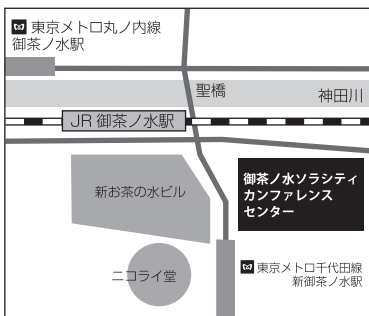 東京メトロ丸ノ内線
御茶ノ水駅
聖橋
神田川
JR 御茶ノ水駅
新お茶の水ビル
御茶ノ水ソラシティ
カンファレンス
センター
ニコライ堂
東京メトロ千代田線
新御茶ノ水駅